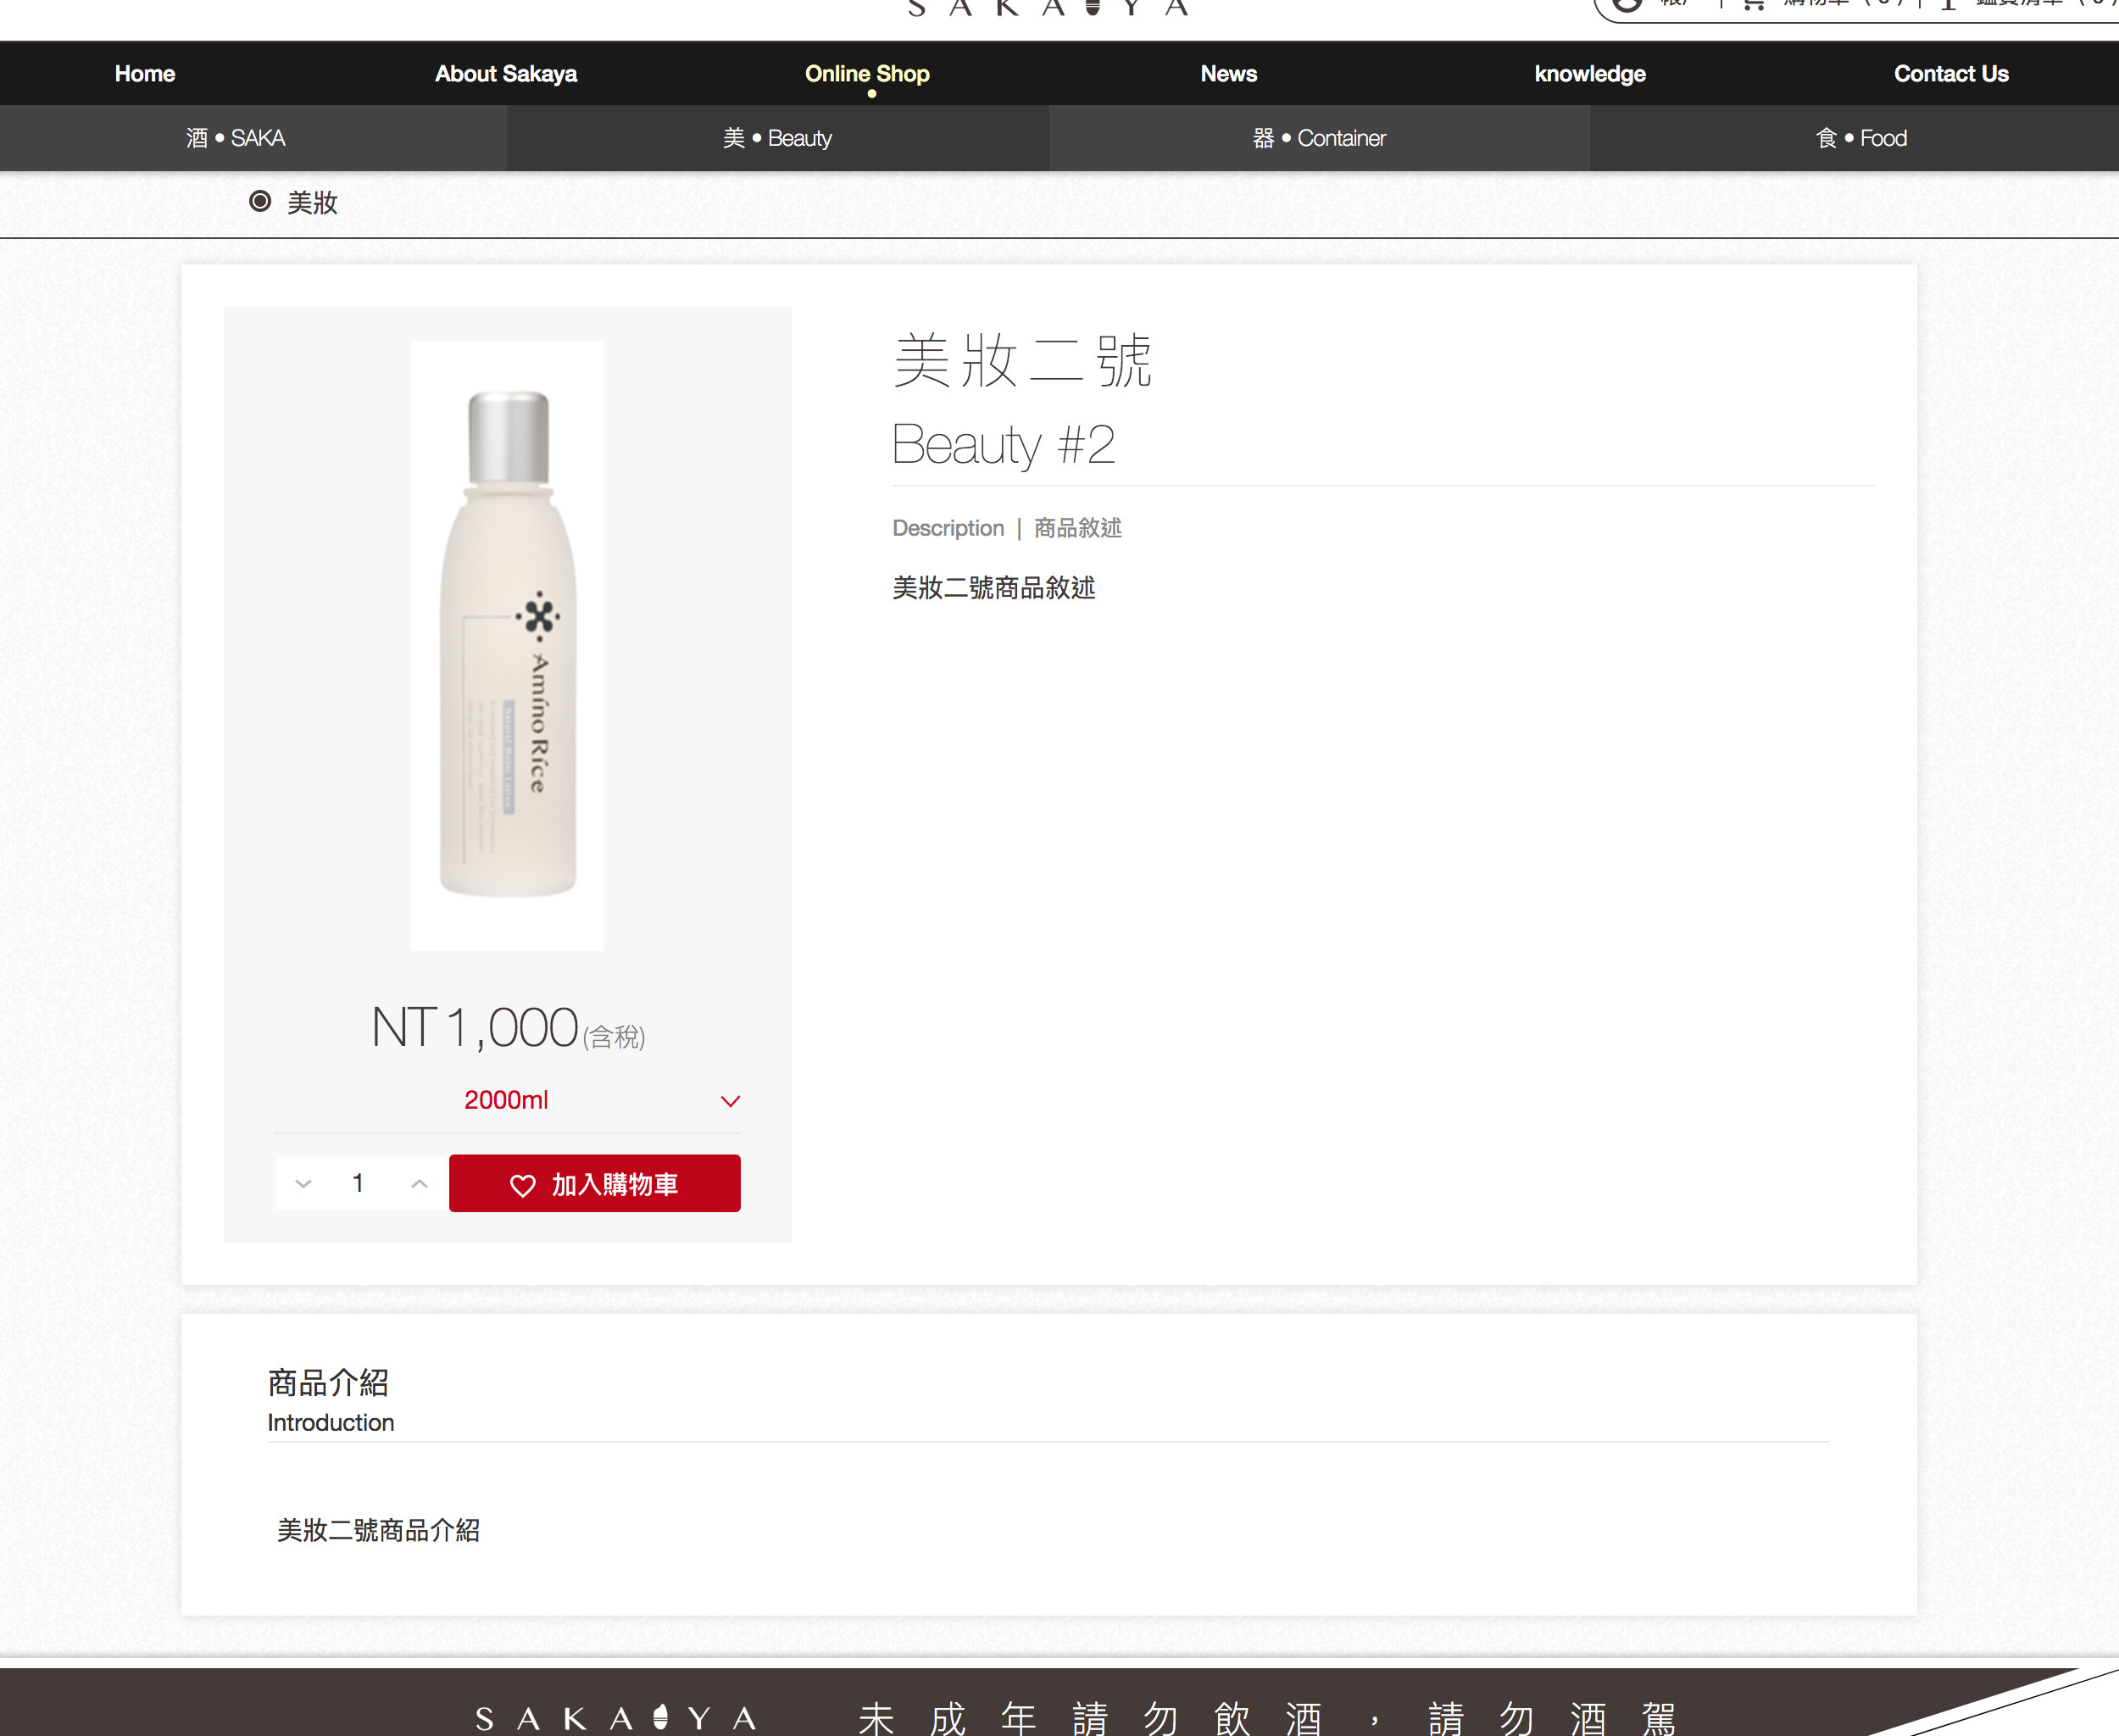 SAKAYA
購物車 ( 0 )
Home
About Sakaya
Online Shop
News
knowledge
Contact Us
酒 • SAKA
美 • Beauty
器 • Container
食 • Food
美妝
美妝二號
Beauty #2
Description | 商品敘述
美妝二號商品敘述
Amino Rice
NT 1,000(含稅)
2000ml
1
加入購物車
商品介紹
Introduction
美妝二號商品介紹
SAKAYA
未成年請勿飲酒，請勿酒駕